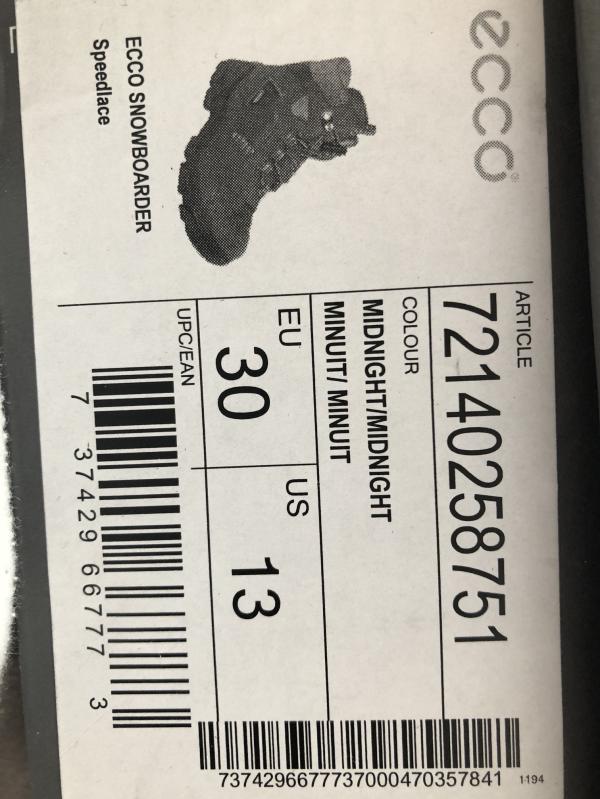 ecco
ECCO SNOWBOARDER
Speedlace
ARTICLE
72140258751
COLOUR
MIDNIGHT/MIDNIGHT
MINUIT/ MINUIT
EU
30
US
13
UPC/EAN
7 37429 66777 3
7374296677737000470357841
1194